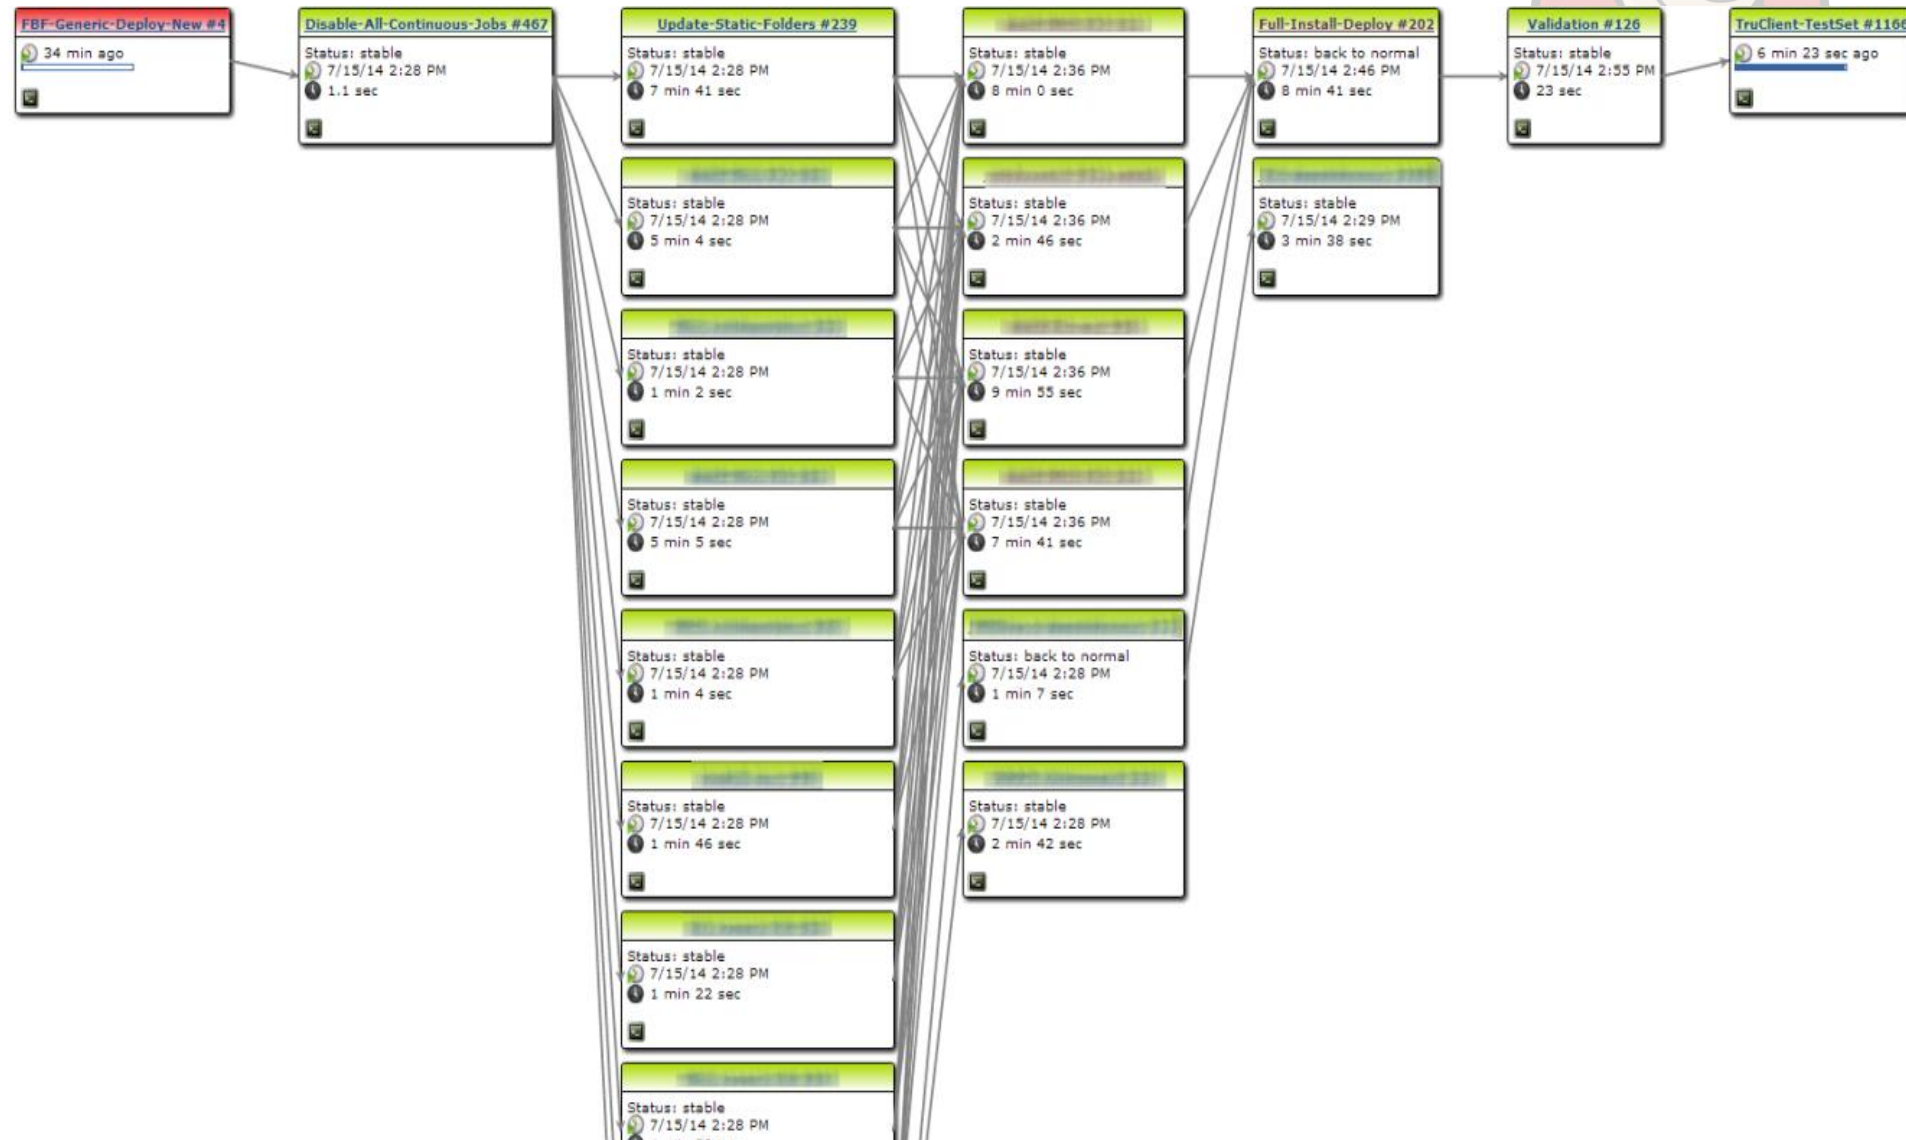 FBF-Generic-Deploy-New #4
34 min ago
Disable-All-Continuous-Jobs #467
Status: stable
7/15/14 2:28 PM
1.1 sec
Update-Static-Folders #239
Status: stable
7/15/14 2:28 PM
7 min 41 sec
Status: stable
7/15/14 2:28 PM
5 min 4 sec
Status: stable
7/15/14 2:28 PM
1 min 2 sec
Status: stable
7/15/14 2:28 PM
5 min 5 sec
Status: stable
7/15/14 2:28 PM
1 min 4 sec
Status: stable
7/15/14 2:28 PM
1 min 46 sec
Status: stable
7/15/14 2:28 PM
1 min 22 sec
Status: stable
7/15/14 2:28 PM
Status: stable
7/15/14 2:36 PM
8 min 0 sec
Status: stable
7/15/14 2:36 PM
2 min 46 sec
Status: stable
7/15/14 2:36 PM
9 min 55 sec
Status: stable
7/15/14 2:36 PM
7 min 41 sec
Status: back to normal
7/15/14 2:28 PM
1 min 7 sec
Status: stable
7/15/14 2:28 PM
2 min 42 sec
Full-Install-Deploy #202
Status: back to normal
7/15/14 2:46 PM
8 min 41 sec
Status: stable
7/15/14 2:29 PM
3 min 38 sec
Validation #126
Status: stable
7/15/14 2:55 PM
23 sec
TruClient-TestSet #1166
6 min 23 sec ago